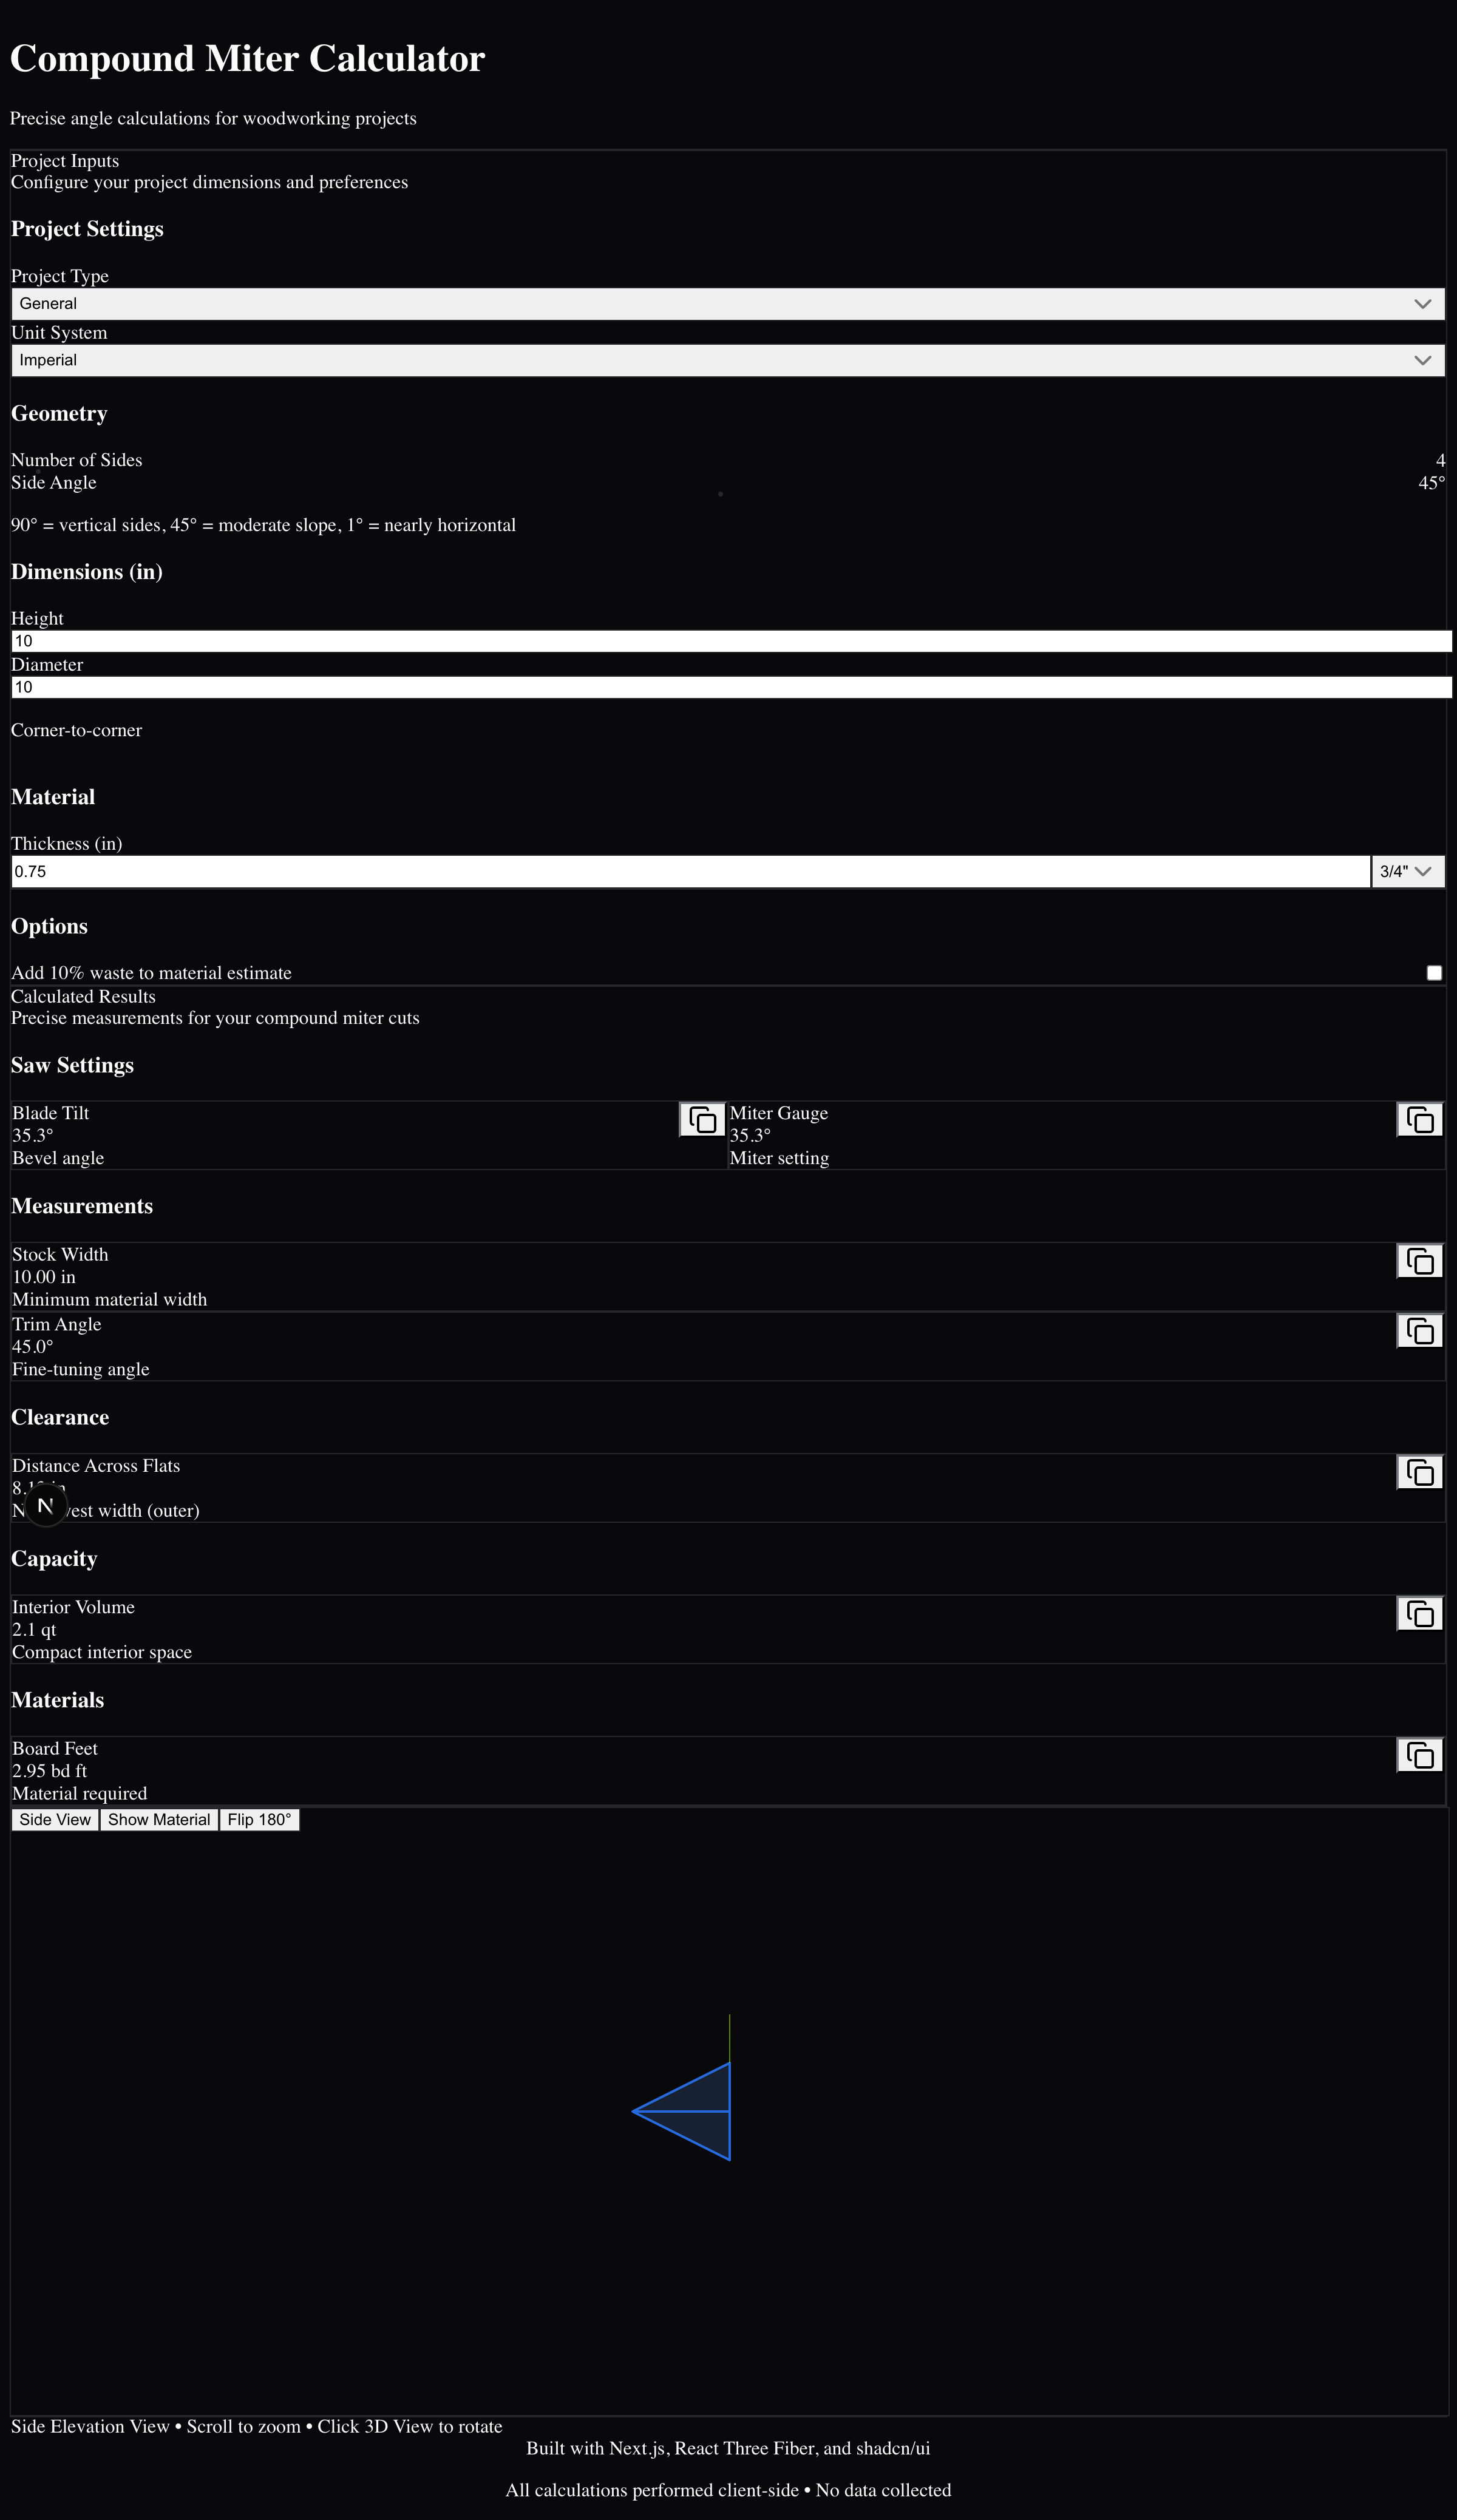 Compound Miter Calculator
Precise angle calculations for woodworking projects
Project Inputs
Configure your project dimensions and preferences
Project Settings
Project Type
General
Unit System
Imperial
Geometry
Number of Sides 4
Side Angle 45°
90° = vertical sides, 45° = moderate slope, 1° = nearly horizontal
Dimensions (in)
Height
10
Diameter
10
Corner-to-corner
Material
Thickness (in)
0.75 3/4"
Options
Add 10% waste to material estimate
Calculated Results
Precise measurements for your compound miter cuts
Saw Settings
Blade Tilt
35.3°
Bevel angle
Miter Gauge
35.3°
Miter setting
Measurements
Stock Width
10.00 in
Minimum material width
Trim Angle
45.0°
Fine-tuning angle
Clearance
Distance Across Flats
N
width (outer)
Capacity
Interior Volume
2.1 qt
Compact interior space
Materials
Board Feet
2.95 bd ft
Material required
Side View Show Material Flip 180°
Side Elevation View • Scroll to zoom • Click 3D View to rotate
Built with Next.js, React Three Fiber, and shadcn/ui
All calculations performed client-side • No data collected